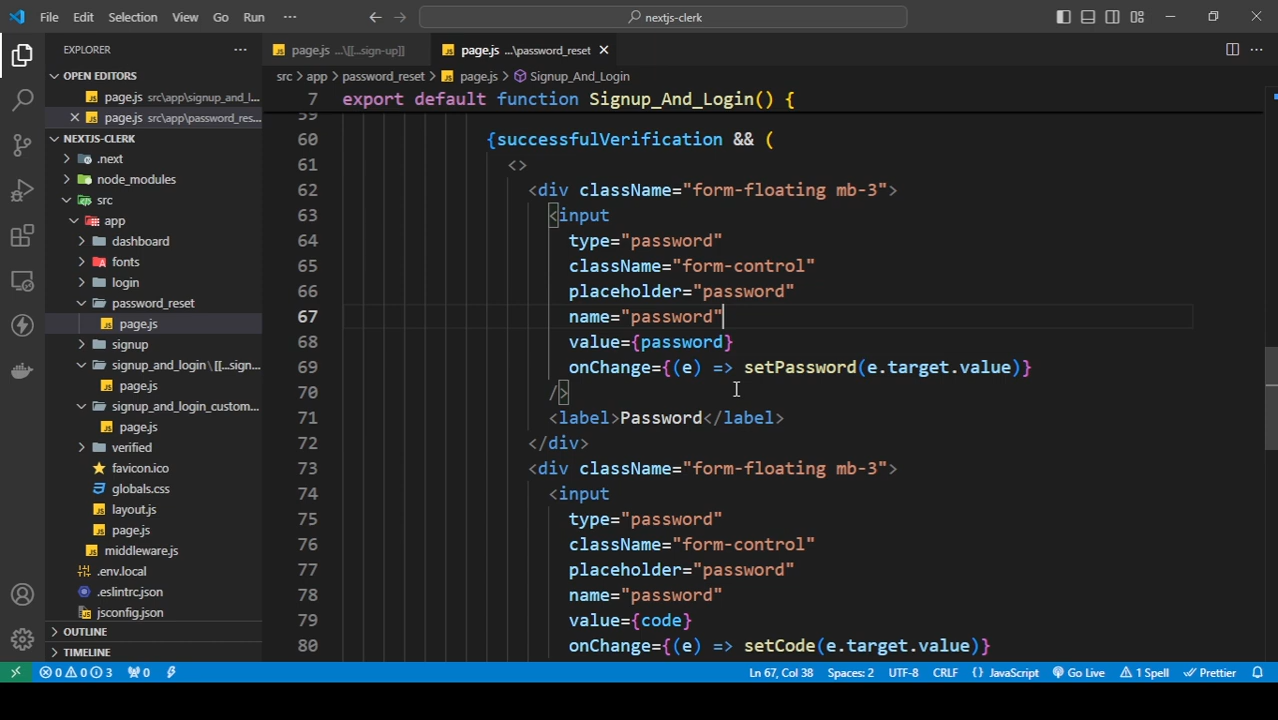 File Edit Selection View Go Run ··· nextjs-clerk
EXPLORER ···
page.js ...\[[...sign-up]] page.js ...\password_reset
OPEN EDITORS
page.js src\app\signup_and_l...
page.js src\app\password_res...
NEXTJS-CLERK
.next
node_modules
src
app
dashboard
fonts
login
password_reset
page.js
signup
signup_and_login\[[...sign...
page.js
signup_and_login_custom...
page.js
verified
favicon.ico
globals.css
layout.js
page.js
middleware.js
.env.local
.eslintrc.json
jsconfig.json
OUTLINE
TIMELINE
src > app > password_reset > page.js > Signup_And_Login
7 export default function Signup_And_Login() {
59
60 {successfulVerification && (
61 <>
62 <div className="form-floating mb-3">
63 <input
64 type="password"
65 className="form-control"
66 placeholder="password"
67 name="password"
68 value={password}
69 onChange={(e) => setPassword(e.target.value)}
70 />
71 <label>Password</label>
72 </div>
73 <div className="form-floating mb-3">
74 <input
75 type="password"
76 className="form-control"
77 placeholder="password"
78 name="password"
79 value={code}
80 onChange={(e) => setCode(e.target.value)}
0 0 3 0 Ln 67, Col 38 Spaces: 2 UTF-8 CRLF {} JavaScript Go Live 1 Spell Prettier